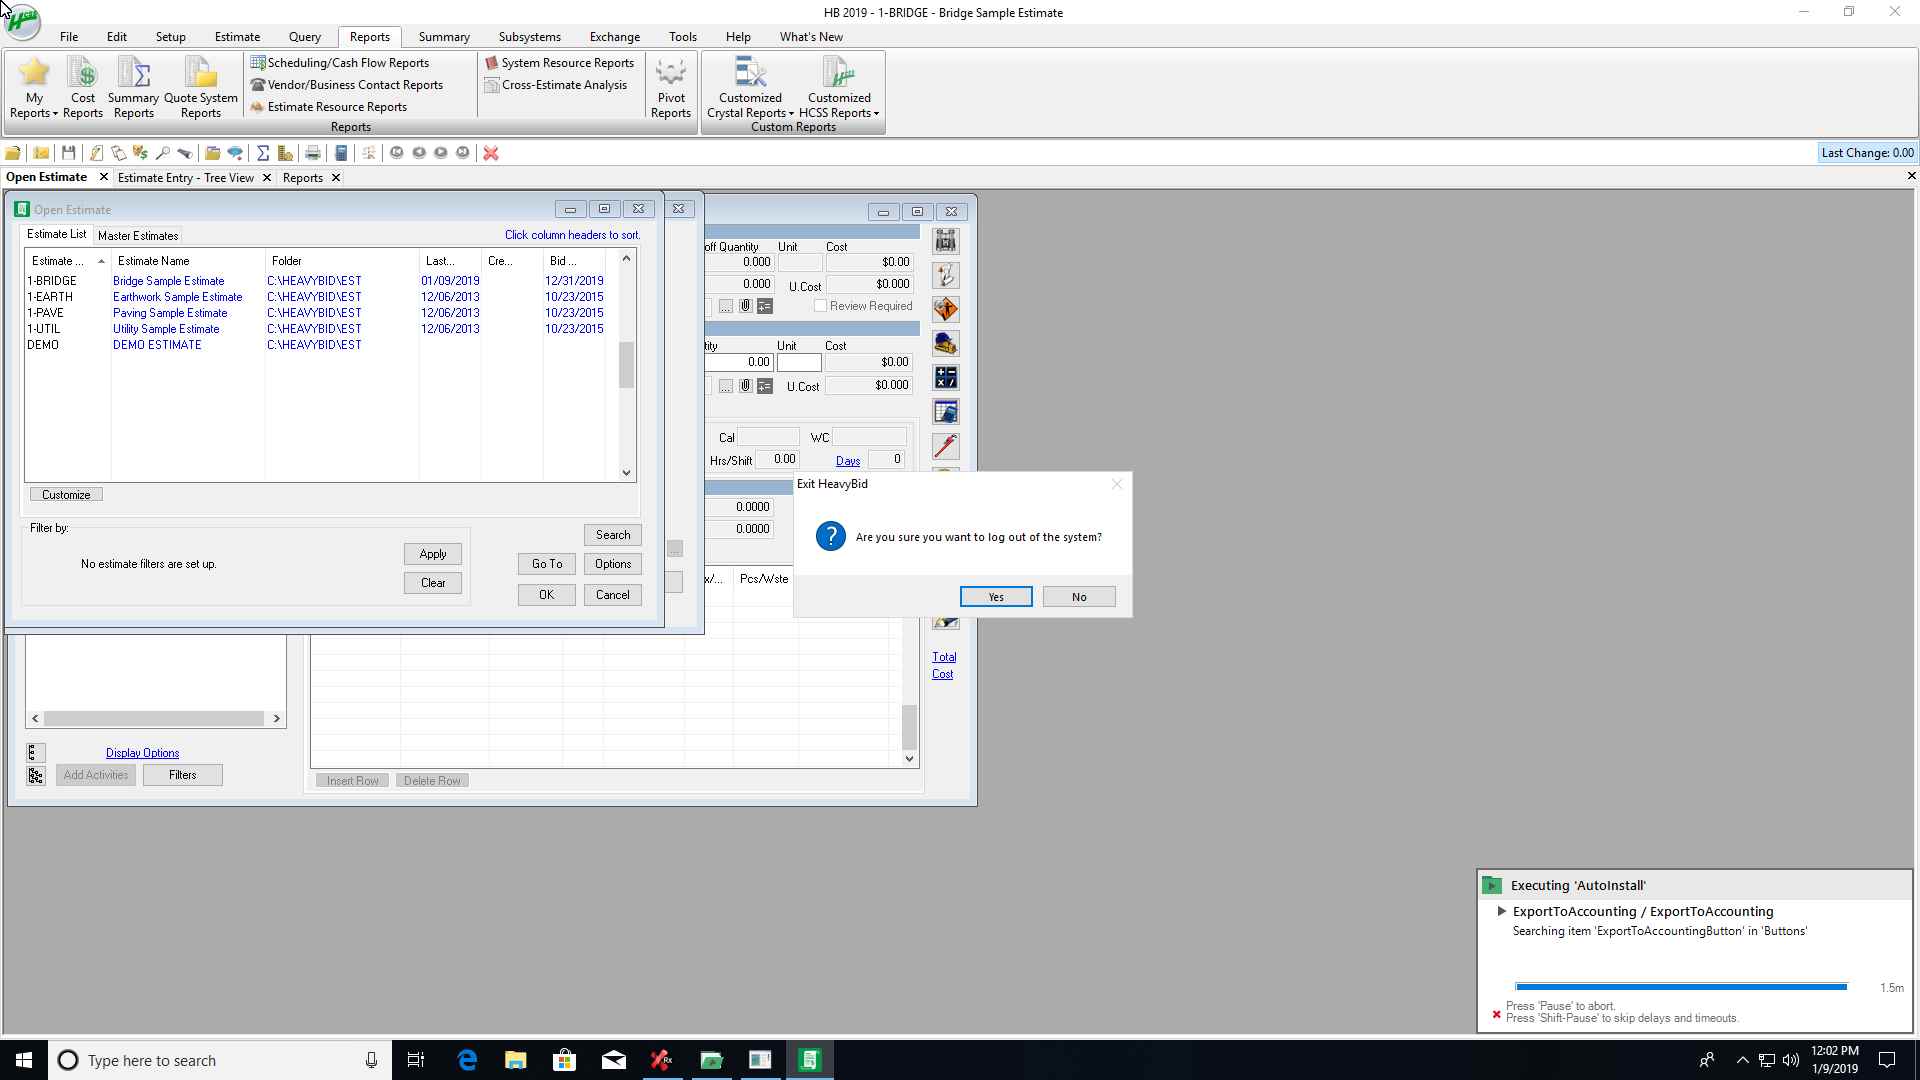 HB 2019 - 1-BRIDGE - Bridge Sample Estimate
File Edit Setup Estimate Query Reports Summary Subsystems Exchange Tools Help What's New
My Reports
Cost Reports
Summary Reports
Quote System Reports
Scheduling/Cash Flow Reports
Vendor/Business Contact Reports
Estimate Resource Reports
Reports
System Resource Reports
Cross-Estimate Analysis
Pivot Reports
Customized Crystal Reports
Customized HCSS Reports
Custom Reports
Last Change: 0.00
Open Estimate Estimate Entry - Tree View Reports
Open Estimate
Estimate List Master Estimates Click column headers to sort.
Estimate ... Estimate Name Folder Last... Cre... Bid ...
1-BRIDGE Bridge Sample Estimate C:\HEAVYBID\EST 01/09/2019 12/31/2019
1-EARTH Earthwork Sample Estimate C:\HEAVYBID\EST 12/06/2013 10/23/2015
1-PAVE Paving Sample Estimate C:\HEAVYBID\EST 12/06/2013 10/23/2015
1-UTIL Utility Sample Estimate C:\HEAVYBID\EST 12/06/2013 10/23/2015
DEMO DEMO ESTIMATE C:\HEAVYBID\EST
Customize
Filter by:
No estimate filters are set up.
Apply
Clear
Search
Go To Options
OK Cancel
off Quantity Unit Cost
0.000 $0.00
0.000 U.Cost $0.000
... Review Required
tity Unit Cost
0.00 $0.00
... U.Cost $0.000
Cal WC
Hrs/Shift 0.00 Days 0
0.0000
0.0000
x/... Pcs/Wste
Exit HeavyBid
Are you sure you want to log out of the system?
Yes No
Total
Cost
Display Options
Add Activities Filters
Insert Row Delete Row
Executing 'AutoInstall'
ExportToAccounting / ExportToAccounting
Searching item 'ExportToAccountingButton' in 'Buttons'
1.5m
Press 'Pause' to abort.
Press 'Shift-Pause' to skip delays and timeouts.
Type here to search
12:02 PM
1/9/2019